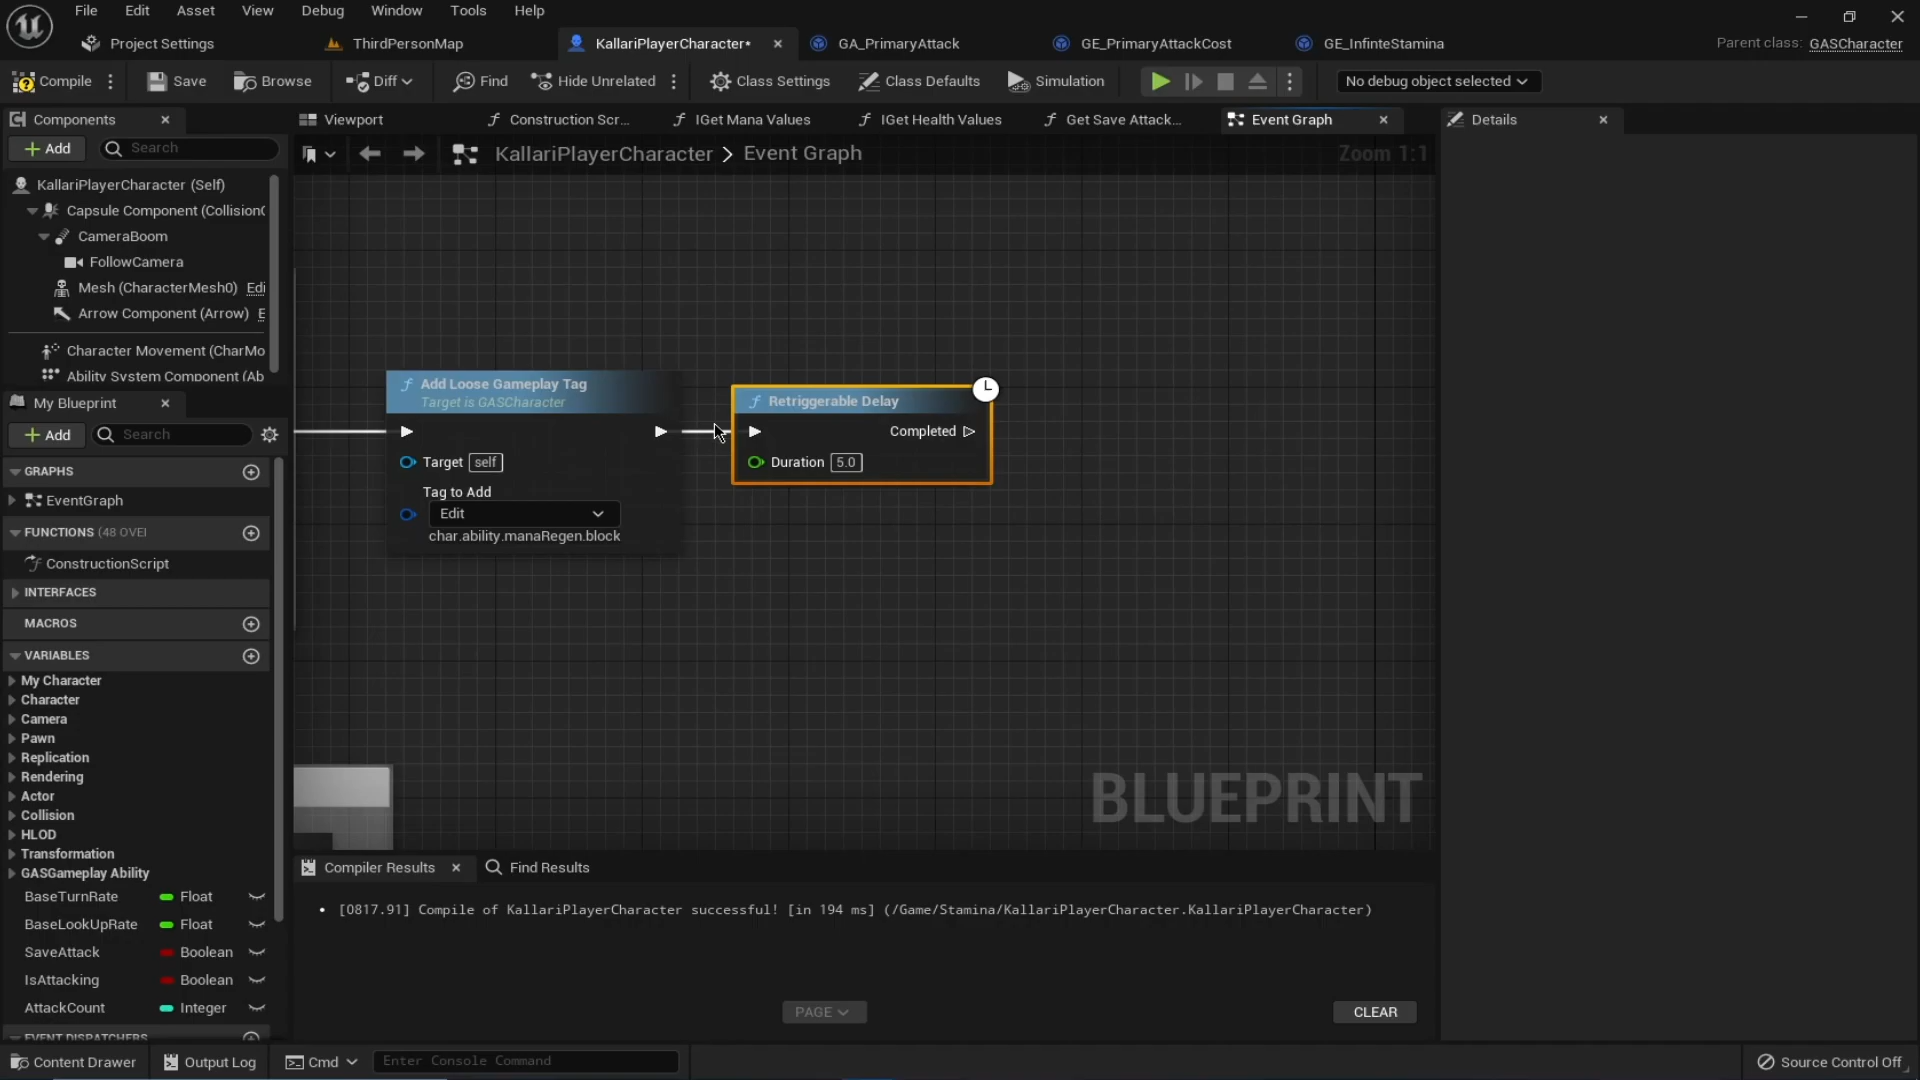 File Edit Asset View Debug Window Tools Help
Project Settings
ThirdPersonMap
KallariPlayerCharacter*
GA_PrimaryAttack
GE_PrimaryAttackCost
GE_InfinteStamina
Parent class: GASCharacter
Compile
Save
Browse
Diff
Find
Hide Unrelated
Class Settings
Class Defaults
Simulation
No debug object selected
Components
Add
Search
KallariPlayerCharacter (Self)
Capsule Component (CollisionC
CameraBoom
FollowCamera
Mesh (CharacterMesh0) Edi
Arrow Component (Arrow) E
Character Movement (CharMo
Ability System Component (Ab
My Blueprint
Add
Search
GRAPHS
EventGraph
FUNCTIONS (48 OVEI
ConstructionScript
INTERFACES
MACROS
VARIABLES
My Character
Character
Camera
Pawn
Replication
Rendering
Actor
Collision
HLOD
Transformation
GASGameplay Ability
BaseTurnRate Float
BaseLookUpRate Float
SaveAttack Boolean
IsAttacking Boolean
AttackCount Integer
EVENT DISPATCHERS
Viewport
Construction Scr...
IGet Mana Values
IGet Health Values
Get Save Attack...
Event Graph
KallariPlayerCharacter > Event Graph
Zoom 1:1
Add Loose Gameplay Tag
Target is GASCharacter
Target self
Tag to Add
Edit
char.ability.manaRegen.block
Retriggerable Delay
Completed
Duration 5.0
BLUEPRINT
Compiler Results
Find Results
[0817.91] Compile of KallariPlayerCharacter successful! [in 194 ms] (/Game/Stamina/KallariPlayerCharacter.KallariPlayerCharacter)
PAGE
CLEAR
Details
Content Drawer
Output Log
Cmd
Enter Console Command
Source Control Off